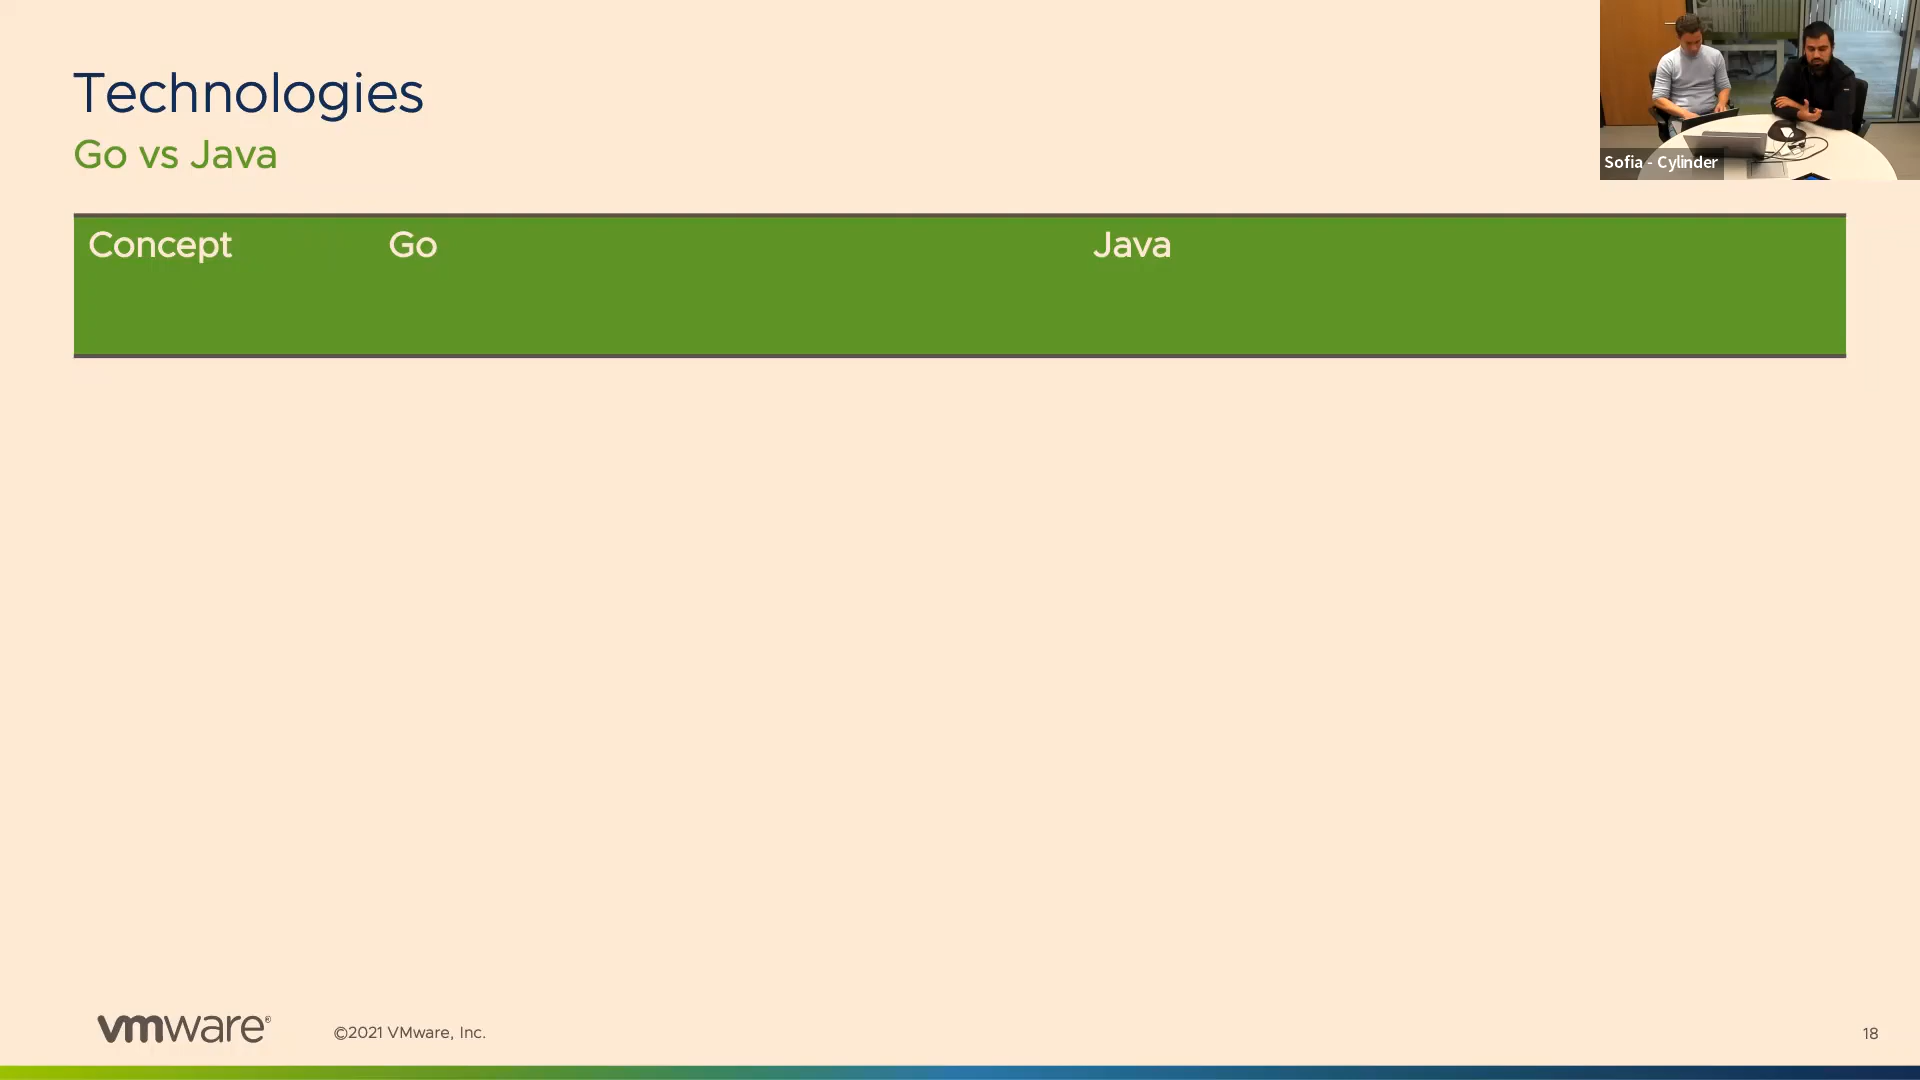 Technologies
Go vs Java
Sofia - Cylinder
Concept Go Java
vmware®
©2021 VMware, Inc.
18